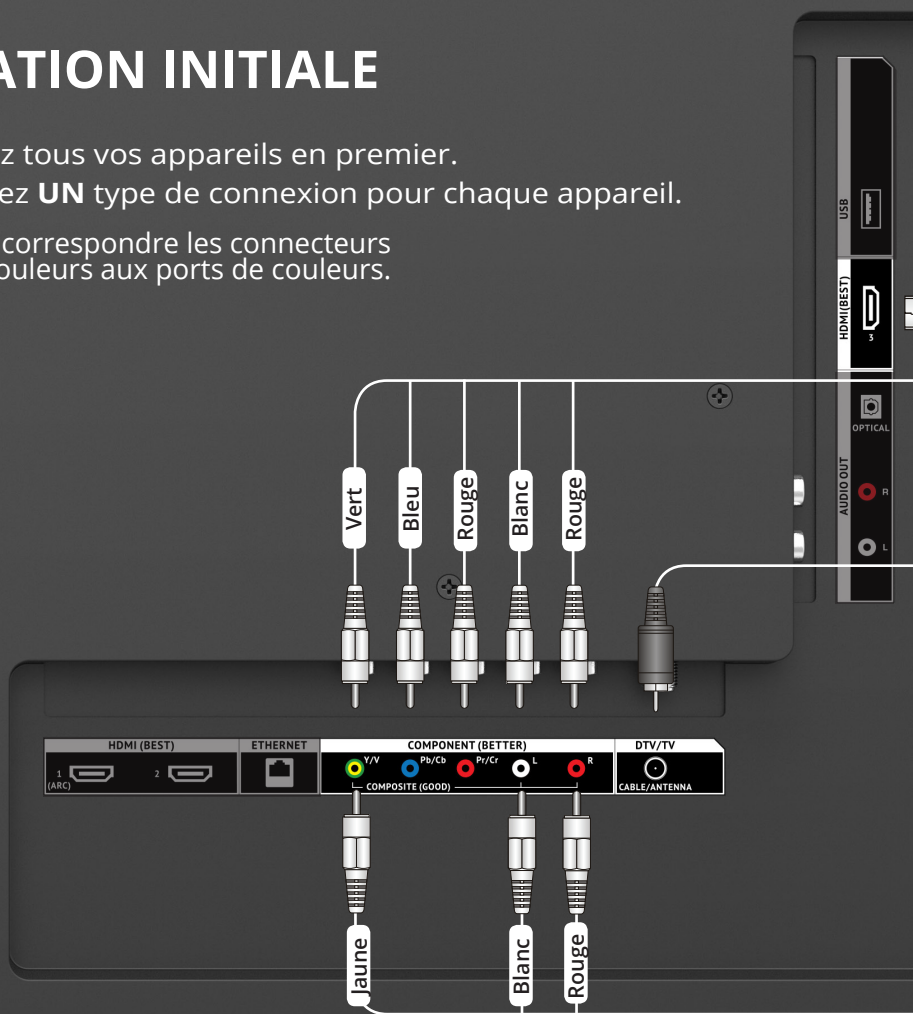 ATION INITIALE
z tous vos appareils en premier.
ez UN type de connexion pour chaque appareil.
correspondre les connecteurs
ouleurs aux ports de couleurs.
USB
HDMI(BEST)
3
OPTICAL
AUDIO OUT
R
L
Vert
Bleu
Rouge
Blanc
Rouge
HDMI (BEST)
ETHERNET
COMPONENT (BETTER)
DTV/TV
1
(ARC)
2
Y/V
Pb/Cb
Pr/Cr
L
R
COMPOSITE (GOOD)
CABLE/ANTENNA
Jaune
Blanc
Rouge